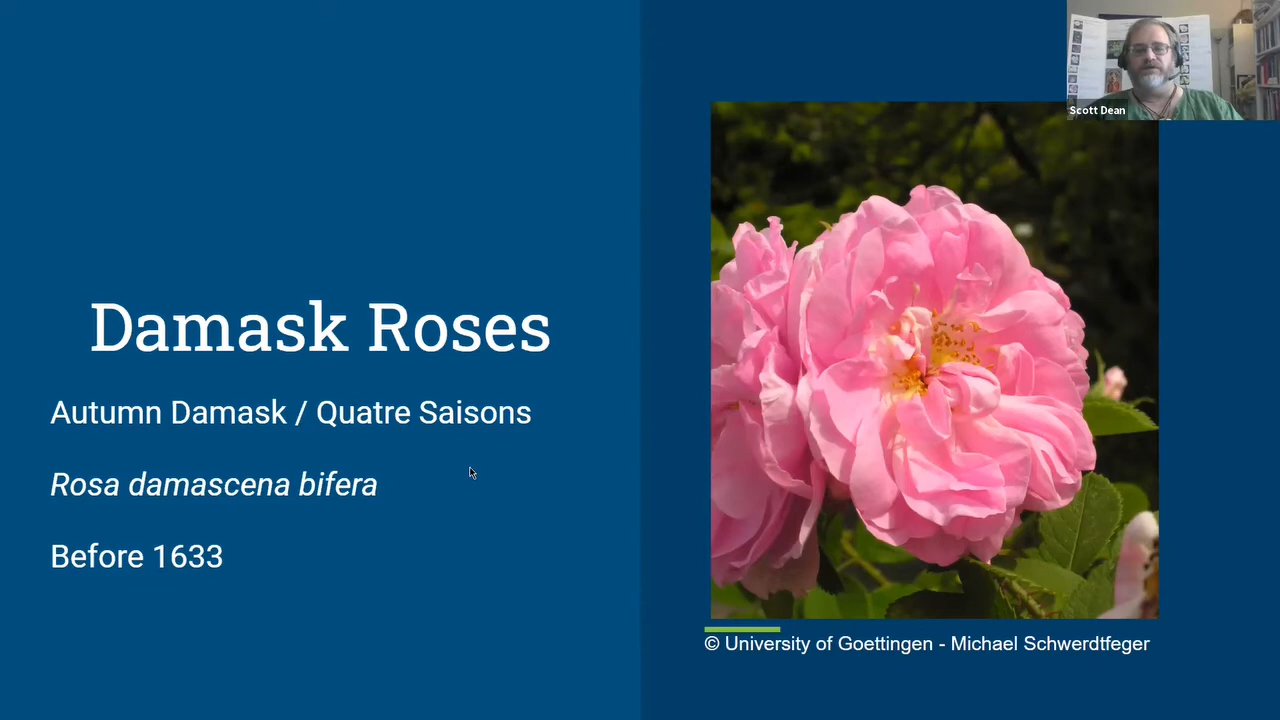 Scott Dean
Damask Roses
Autumn Damask / Quatre Saisons
Rosa damascena bifera
Before 1633
© University of Goettingen - Michael Schwerdtfeger